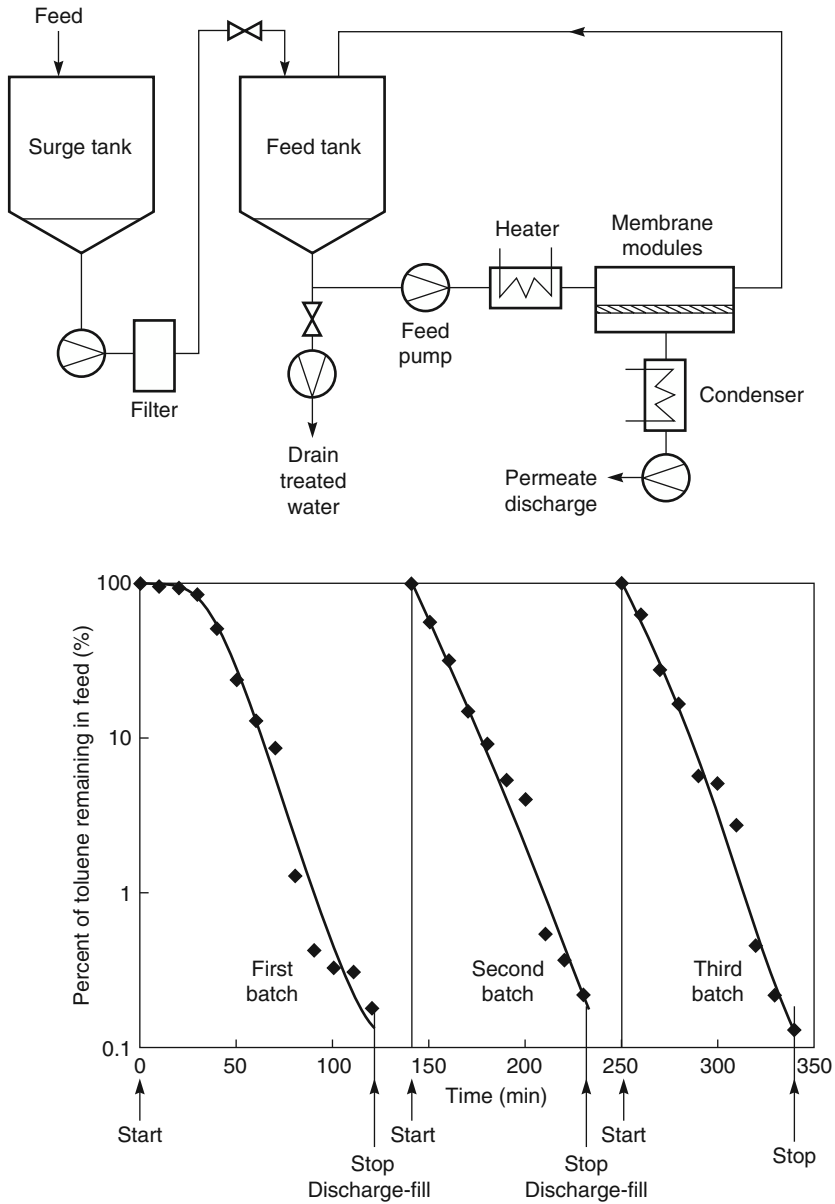 Feed
Surge tank
Feed tank
Filter
Drain
treated
water
Feed
pump
Heater
Membrane
modules
Condenser
Permeate
discharge
Percent of toluene remaining in feed (%)
100
10
1
0.1
First
batch
Second
batch
Third
batch
0
50
100
150
200
250
300
350
Time (min)
Start
Stop
Discharge-fill
Start
Stop
Discharge-fill
Start
Stop